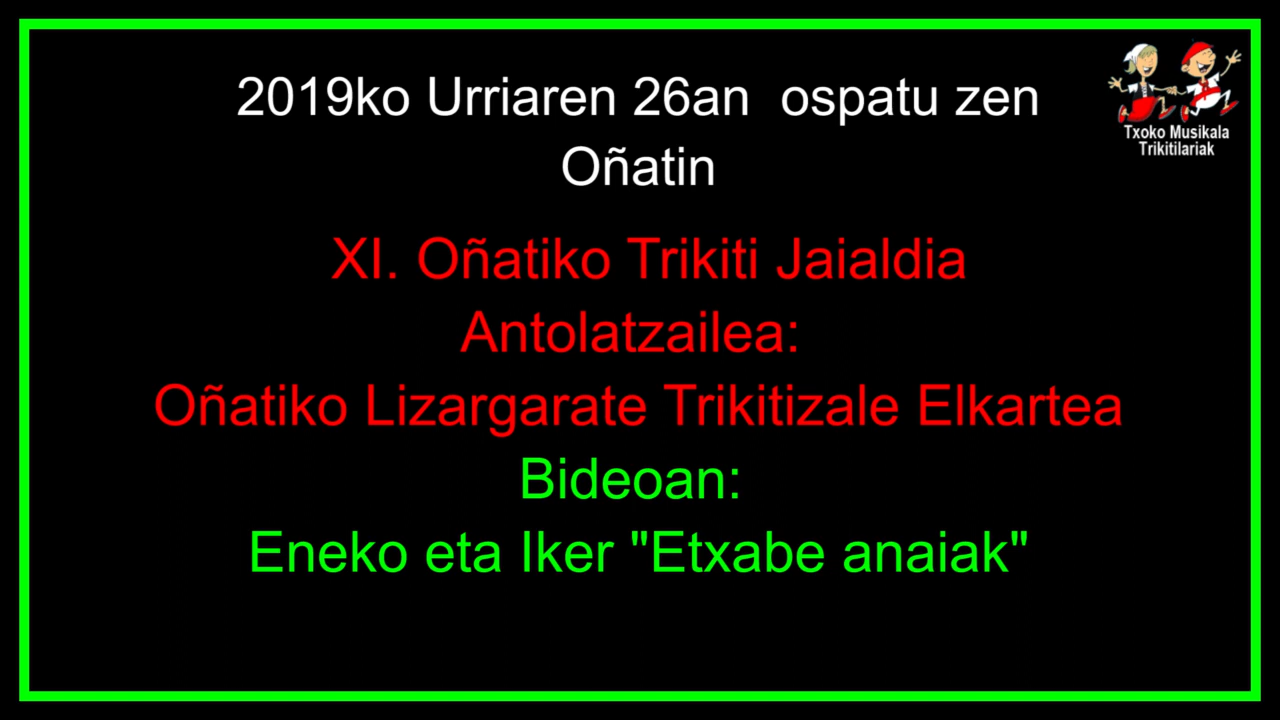 2019ko Urriaren 26an  ospatu zen
Oñatin
Txoko Musikala
Trikitilariak
XI. Oñatiko Trikiti Jaialdia
Antolatzailea:
Oñatiko Lizargarate Trikitizale Elkartea
Bideoan:
Eneko eta Iker "Etxabe anaiak"